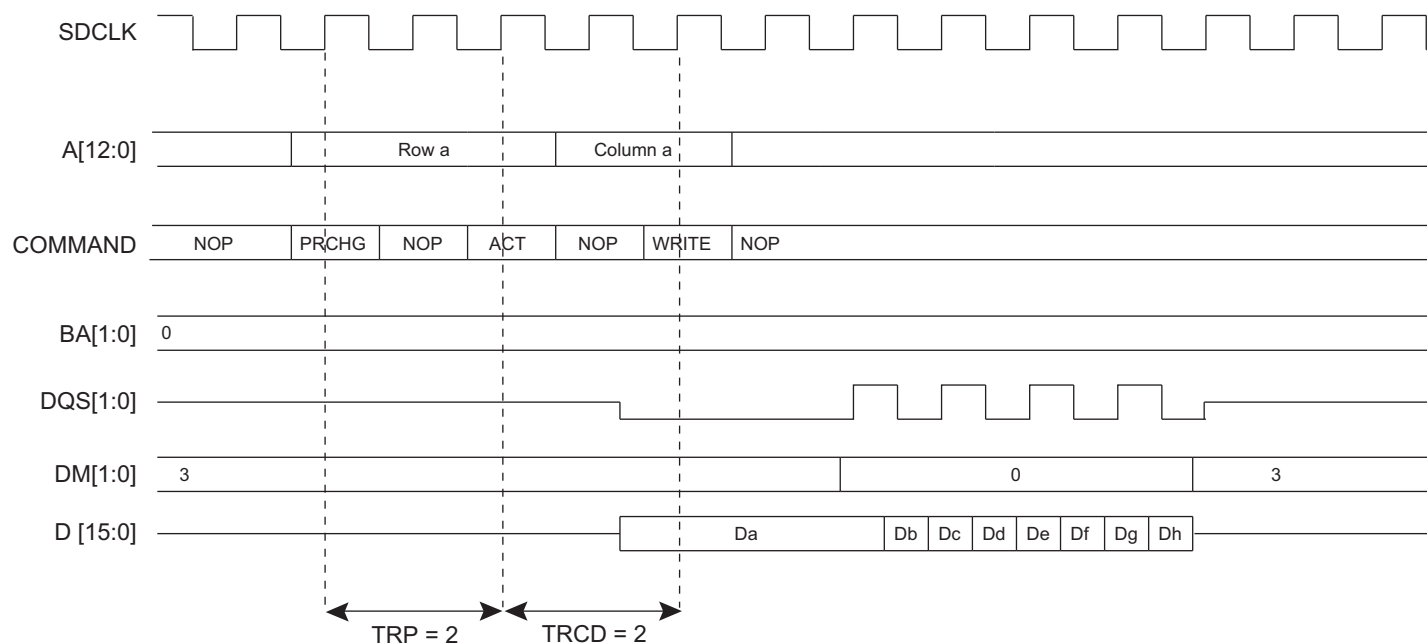 SDCLK
A[12:0] Row a Column a
COMMAND NOP PRCHG NOP ACT NOP WRITE NOP
BA[1:0] 0
DQS[1:0]
DM[1:0] 3 0 3
D [15:0] Da Db Dc Dd De Df Dg Dh
TRP = 2 TRCD = 2